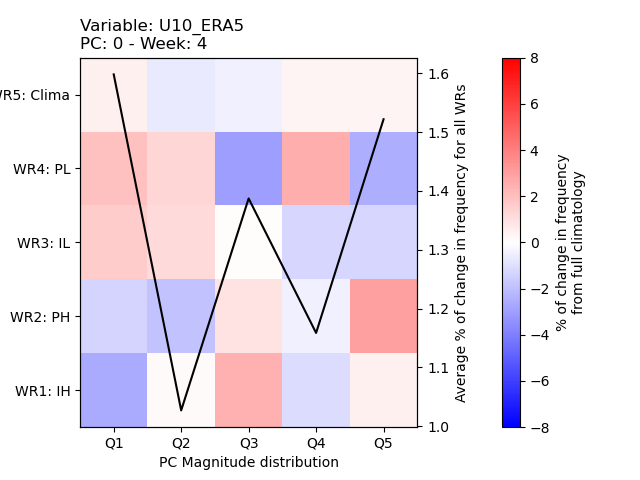 Variable: U10_ERA5
PC: 0 - Week: 4
WR5: Clima
WR4: PL
WR3: IL
WR2: PH
WR1: IH
Q1 Q2 Q3 Q4 Q5
PC Magnitude distribution
1.6
1.5
1.4
1.3
1.2
1.1
1.0
Average % of change in frequency for all WRs
8
6
4
2
0
−2
−4
−6
−8
% of change in frequency
from full climatology